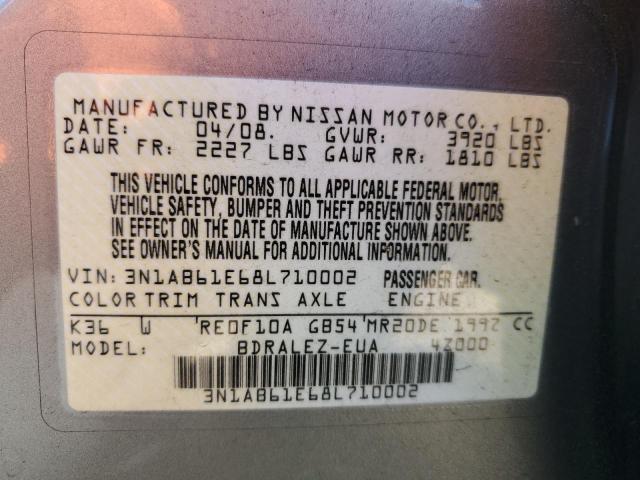 MANUFACTURED BY NISSAN MOTOR CO., LTD.
DATE: 04/08. GVWR: 3920 LBS
GAWR FR: 2227 LBS GAWR RR: 1810 LBS
THIS VEHICLE CONFORMS TO ALL APPLICABLE FEDERAL MOTOR
VEHICLE SAFETY, BUMPER AND THEFT PREVENTION STANDARDS
IN EFFECT ON THE DATE OF MANUFACTURE SHOWN ABOVE.
SEE OWNER'S MANUAL FOR ADDITIONAL INFORMATION.
VIN: 3N1AB61E68L710002 PASSENGER CAR.
COLOR TRIM TRANS AXLE ENGINE
K36 W RE0F10A GB54 MR20DE 1997 CC
MODEL: BDRALEZ-EUA 4Z000
3N1AB61E68L710002